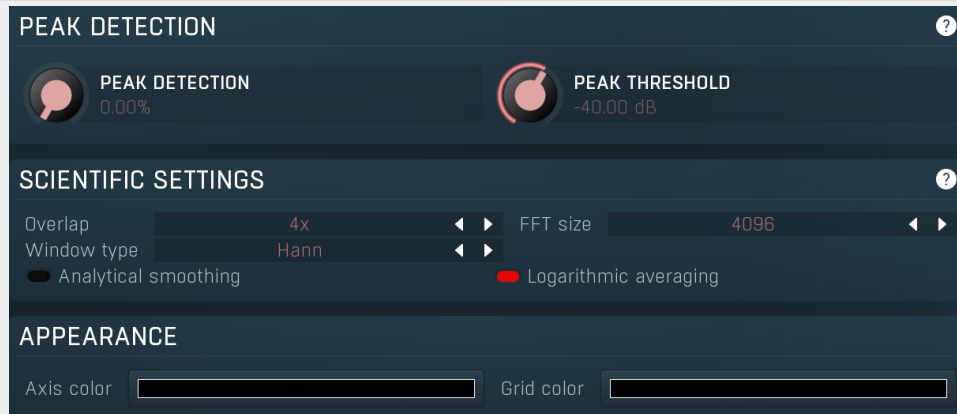 PEAK DETECTION ?
PEAK DETECTION PEAK THRESHOLD
0.00% -40.00 dB
SCIENTIFIC SETTINGS ?
Overlap 4x FFT size 4096
Window type Hann
Analytical smoothing Logarithmic averaging
APPEARANCE
Axis color Grid color